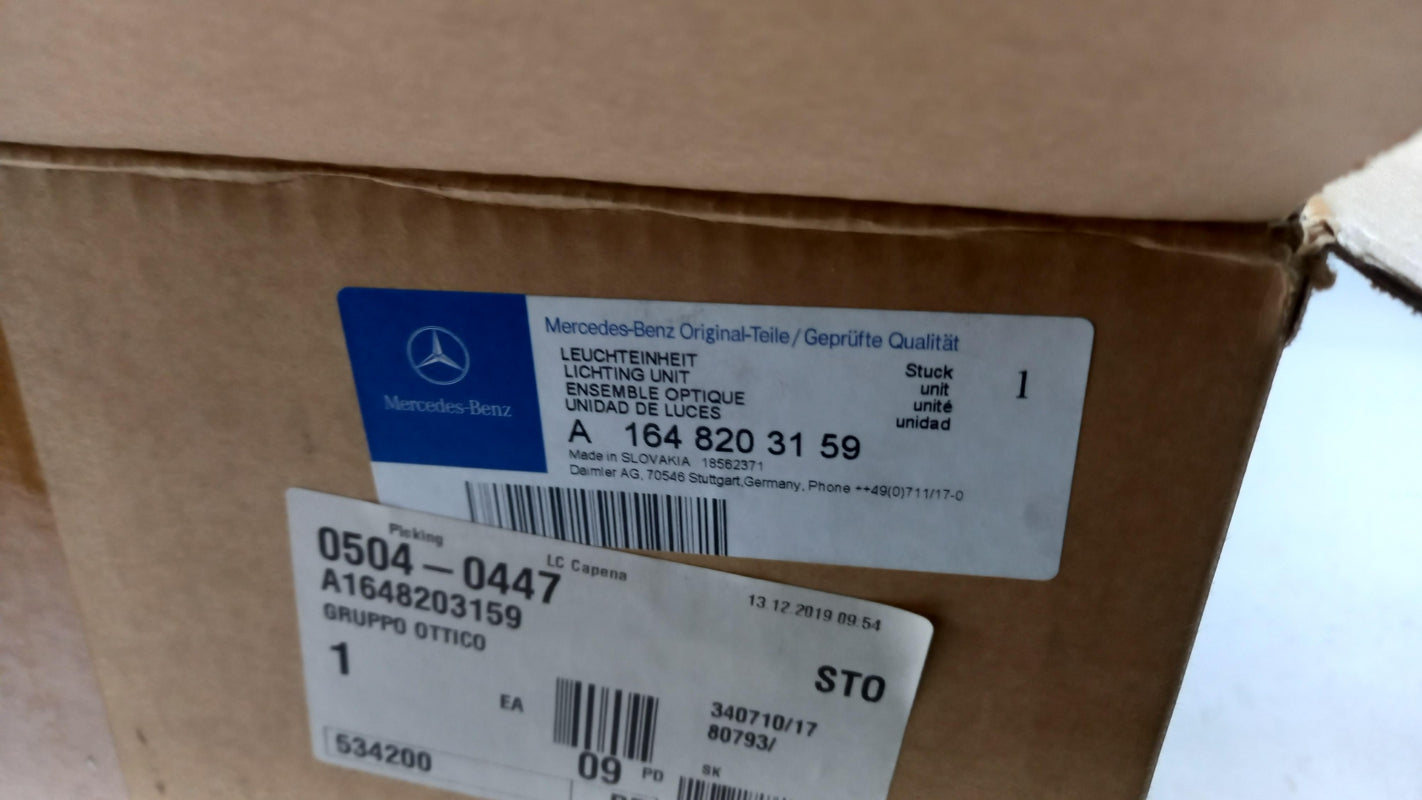 Mercedes-Benz
Mercedes-Benz Original-Teile/Geprüfte Qualität
LEUCHTEINHEIT
LICHTING UNIT
ENSEMBLE OPTIQUE
UNIDAD DE LUCES
Stuck
unit
unité
unidad
1
A 164 820 31 59
Made in SLOVAKIA 18562371
Daimler AG, 70546 Stuttgart,Germany, Phone ++49(0)711/17-0
Picking
0504-0447
LC Capena
A1648203159
13.12.2019 09.54
GRUPPO OTTICO
1
STO
EA
340710/17
80793/
534200
09
PD
SK